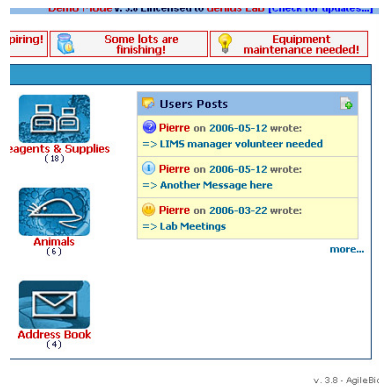 Demo Mode v. 3.8 Lincensed to Genius Lab [Check for updates...]
piring!
Some lots are
finishing!
Equipment
maintenance needed!
Users Posts
Pierre on 2006-05-12 wrote:
=> LIMS manager volunteer needed
Pierre on 2006-05-12 wrote:
=> Another Message here
Pierre on 2006-03-22 wrote:
=> Lab Meetings
more...
eagents & Supplies
(18)
Animals
(6)
Address Book
(4)
v. 3.8 - AgileBio